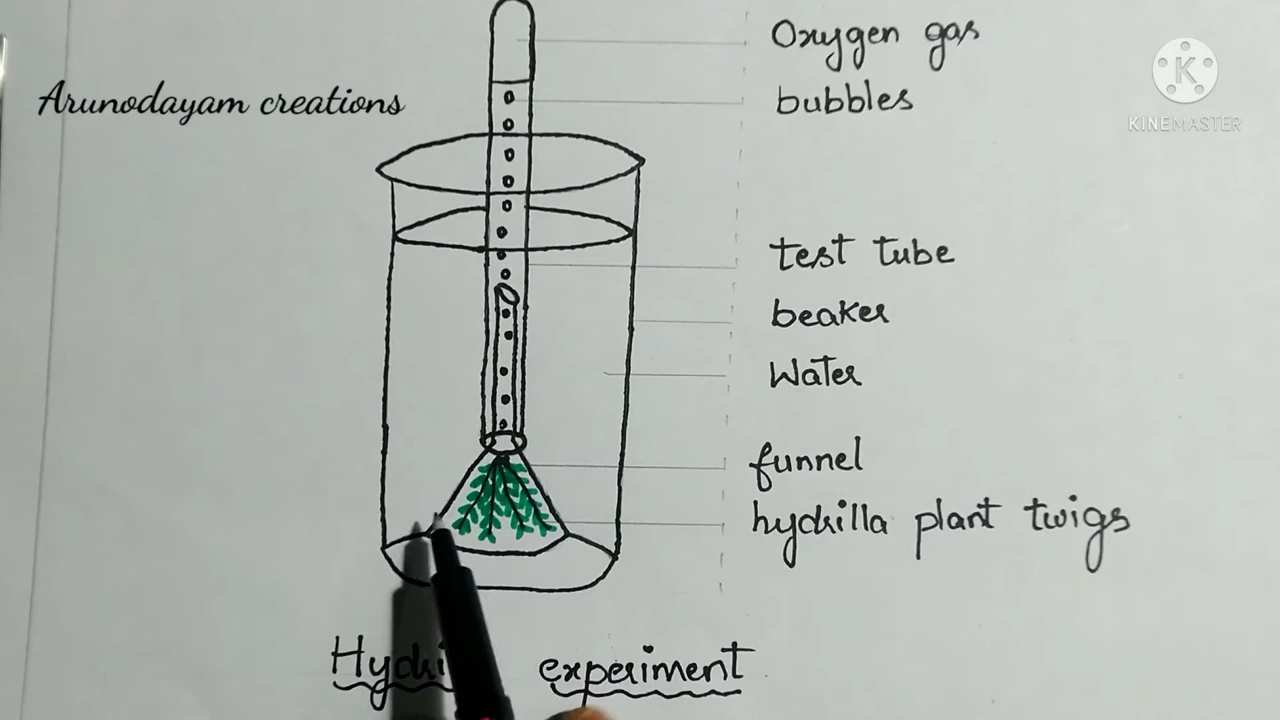 Oxygen gas
Arunodayam creations
bubbles
KINEMASTER
test tube
beaker
Water
funnel
hydrilla plant twigs
experiment